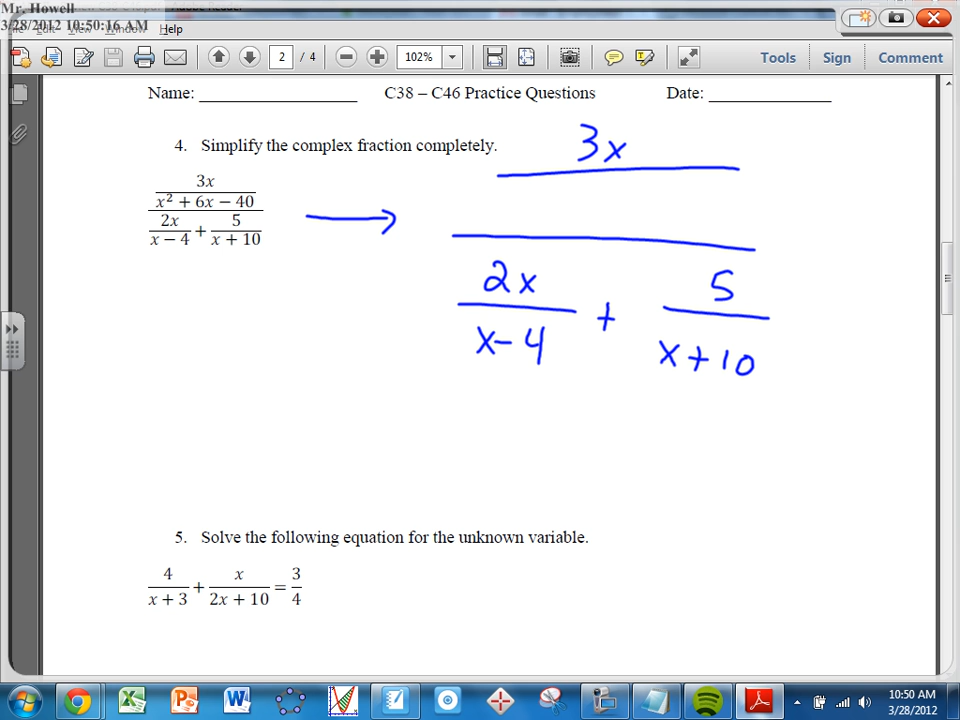 Mr. Howell
3/28/2012 10:50:16 AM
Window Help
2 / 4 102% Tools Sign Comment
Name: ____________________ C38 – C46 Practice Questions Date: _______________
4. Simplify the complex fraction completely.
3x
x² + 6x − 40
2x 5
+
x − 4 x + 10
3x
2x 5
+
x-4 x+10
5. Solve the following equation for the unknown variable.
4 x 3
+ =
x + 3 2x + 10 4
10:50 AM
3/28/2012